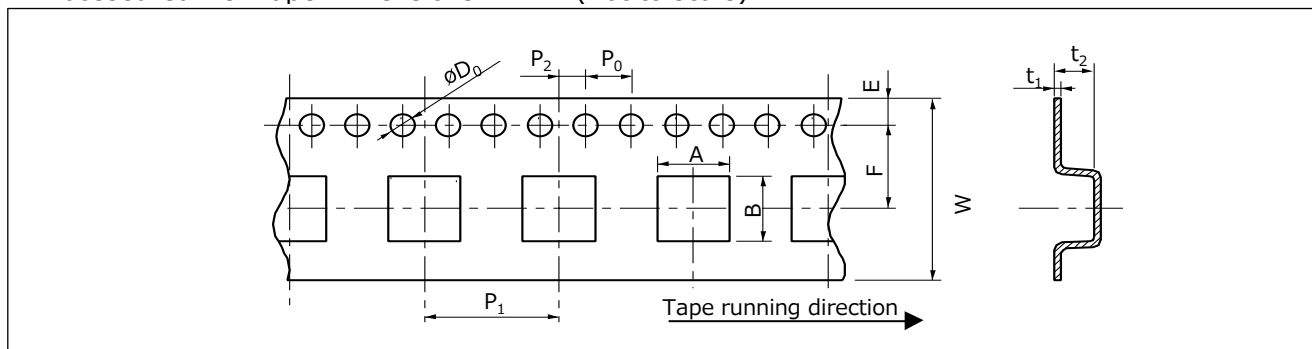 P₂
P₀
øD₀
t₂
t₁
E
A
F
B
W
P₁
Tape running direction